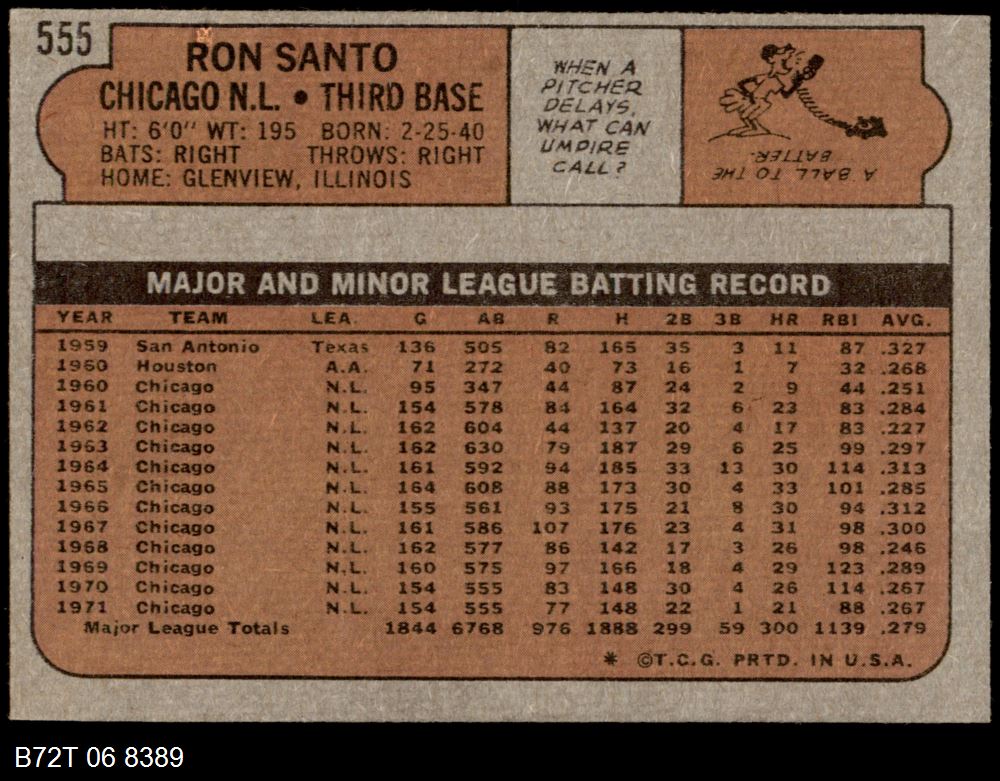 555
RON SANTO
CHICAGO N.L. • THIRD BASE
HT: 6'0" WT: 195 BORN: 2-25-40
BATS: RIGHT THROWS: RIGHT
HOME: GLENVIEW, ILLINOIS
WHEN A
PITCHER
DELAYS,
WHAT CAN
UMPIRE
CALL?
A BALL TO THE
BATTER.
MAJOR AND MINOR LEAGUE BATTING RECORD
YEAR TEAM LEA. G AB R H 2B 3B HR RBI AVG.
1959 San Antonio Texas 136 505 82 165 35 3 11 87 .327
1960 Houston A.A. 71 272 40 73 16 1 7 32 .268
1960 Chicago N.L. 95 347 44 87 24 2 9 44 .251
1961 Chicago N.L. 154 578 84 164 32 6 23 83 .284
1962 Chicago N.L. 162 604 44 137 20 4 17 83 .227
1963 Chicago N.L. 162 630 79 187 29 6 25 99 .297
1964 Chicago N.L. 161 592 94 185 33 13 30 114 .313
1965 Chicago N.L. 164 608 88 173 30 4 33 101 .285
1966 Chicago N.L. 155 561 93 175 21 8 30 94 .312
1967 Chicago N.L. 161 586 107 176 23 4 31 98 .300
1968 Chicago N.L. 162 577 86 142 17 3 26 98 .246
1969 Chicago N.L. 160 575 97 166 18 4 29 123 .289
1970 Chicago N.L. 154 555 83 148 30 4 26 114 .267
1971 Chicago N.L. 154 555 77 148 22 1 21 88 .267
Major League Totals 1844 6768 976 1888 299 59 300 1139 .279
* ©T.C.G. PRTD. IN U.S.A.
B72T 06 8389